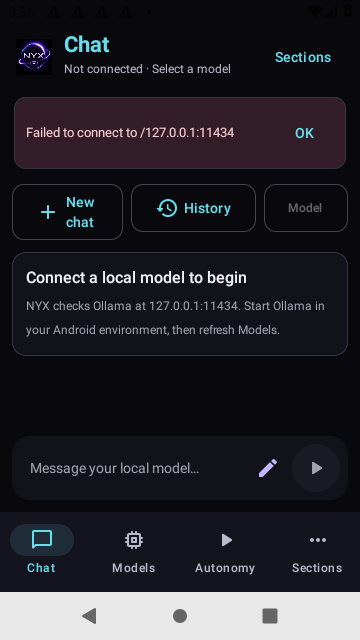 NYX
Chat
Not connected · Select a model
Sections
Failed to connect to /127.0.0.1:11434
OK
New
chat
History
Model
Connect a local model to begin
NYX checks Ollama at 127.0.0.1:11434. Start Ollama in
your Android environment, then refresh Models.
Message your local model…
Chat
Models
Autonomy
Sections